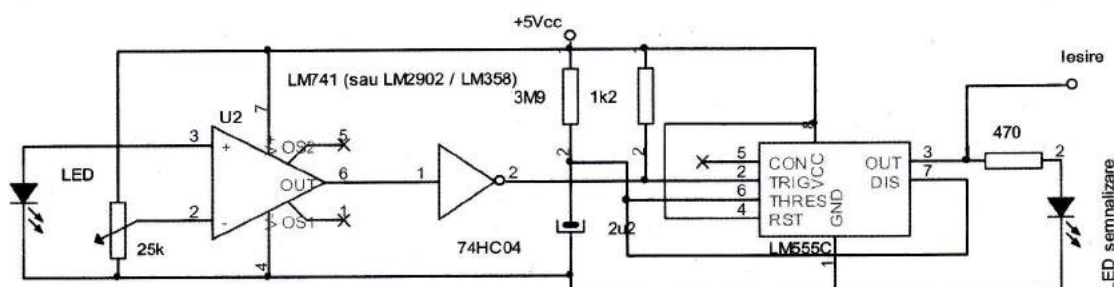 +5Vcc
Iesire
LM741 (sau LM2902 / LM358)
3M9
1k2
U2
7
3
+
V+ OS2
5
LED
OUT
6
1
2
2
-
V- OS1
1
25k
4
74HC04
2
2
2u2
8
5
CON
2
TRIG
6
THRES
4
RST
VCC
GND
OUT
3
DIS
7
LM555C
1
470
2
LED semnalizare